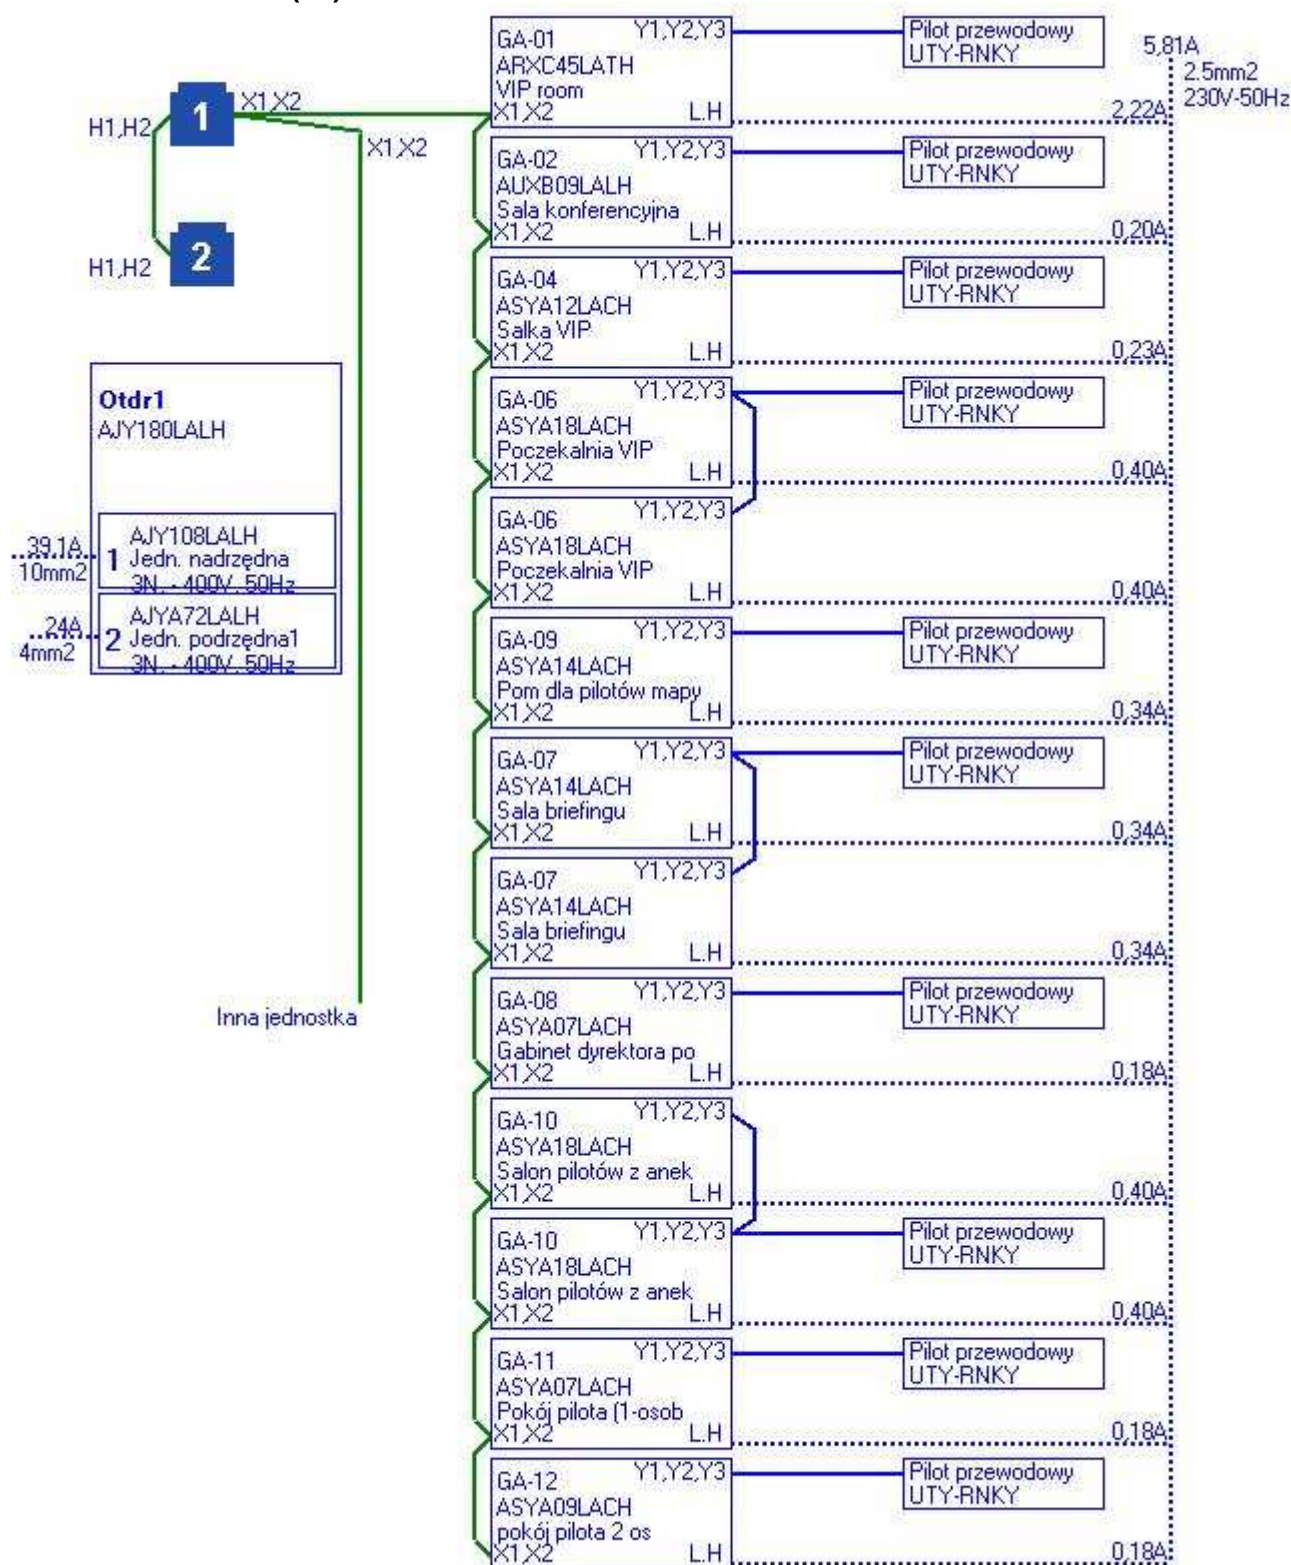 5,81A
2.5mm2
230V-50Hz
1
X1,X2
H1,H2
X1,X2
2
H1,H2
Otdr1
AJY180LALH
39.1A
10mm2
1
AJY108LALH
Jedn. nadrzędna
3N, - 400V, 50Hz
24A
4mm2
2
AJYA72LALH
Jedn. podrzędna1
3N, - 400V, 50Hz
Inna jednostka
GA-01
Y1,Y2,Y3
ARXC45LATH
VIP room
X1,X2
L.H
Pilot przewodowy
UTY-RNKY
2,22A
GA-02
Y1,Y2,Y3
AUXB09LALH
Sala konferencyjna
X1,X2
L.H
Pilot przewodowy
UTY-RNKY
0,20A
GA-04
Y1,Y2,Y3
ASYA12LACH
Salka VIP
X1,X2
L.H
Pilot przewodowy
UTY-RNKY
0,23A
GA-06
Y1,Y2,Y3
ASYA18LACH
Poczekalnia VIP
X1,X2
L.H
Pilot przewodowy
UTY-RNKY
0,40A
GA-06
Y1,Y2,Y3
ASYA18LACH
Poczekalnia VIP
X1,X2
L.H
0,40A
GA-09
Y1,Y2,Y3
ASYA14LACH
Pom dla pilotów mapy
X1,X2
L.H
Pilot przewodowy
UTY-RNKY
0,34A
GA-07
Y1,Y2,Y3
ASYA14LACH
Sala briefingu
X1,X2
L.H
Pilot przewodowy
UTY-RNKY
0,34A
GA-07
Y1,Y2,Y3
ASYA14LACH
Sala briefingu
X1,X2
L.H
0,34A
GA-08
Y1,Y2,Y3
ASYA07LACH
Gabinet dyrektora po
X1,X2
L.H
Pilot przewodowy
UTY-RNKY
0,18A
GA-10
Y1,Y2,Y3
ASYA18LACH
Salon pilotów z anek
X1,X2
L.H
0,40A
GA-10
Y1,Y2,Y3
ASYA18LACH
Salon pilotów z anek
X1,X2
L.H
Pilot przewodowy
UTY-RNKY
0,40A
GA-11
Y1,Y2,Y3
ASYA07LACH
Pokój pilota (1-osob
X1,X2
L.H
Pilot przewodowy
UTY-RNKY
0,18A
GA-12
Y1,Y2,Y3
ASYA09LACH
pokój pilota 2 os
X1,X2
L.H
Pilot przewodowy
UTY-RNKY
0,18A